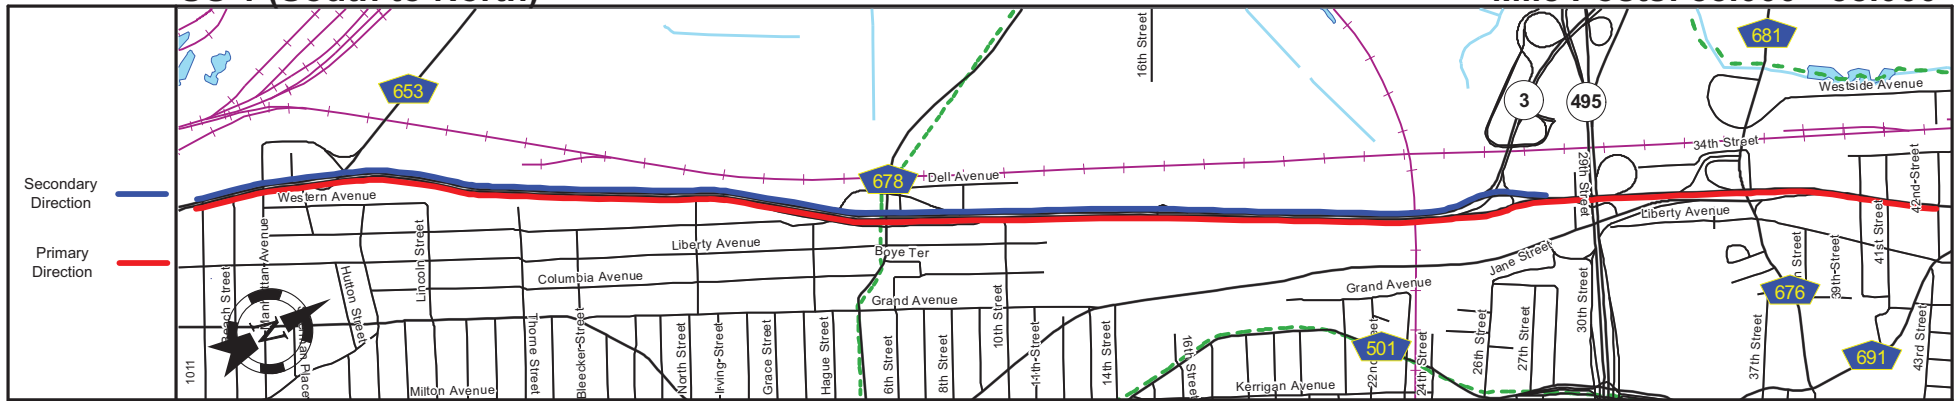 Secondary
Direction
Primary
Direction
653
16th Street
3
495
681
Westside Avenue
34th Street
678
Dell Avenue
Western Avenue
29th Street
42nd Street
Liberty Avenue
41st Street
Manhattan Avenue
Lincoln Street
Liberty Avenue
Boye Ter
Jane Street
39th Street
Hutton Street
Columbia Avenue
Grand Avenue
Grand Avenue
676
30th Street
10th Street
Thorne Street
Bleecker Street
North Street
Irving Street
Grace Street
Hague Street
6th Street
8th Street
11th Street
14th Street
16th Street
501
24th Street
26th Street
27th Street
37th Street
691
43rd Street
1011
Milton Avenue
Kerrigan Avenue